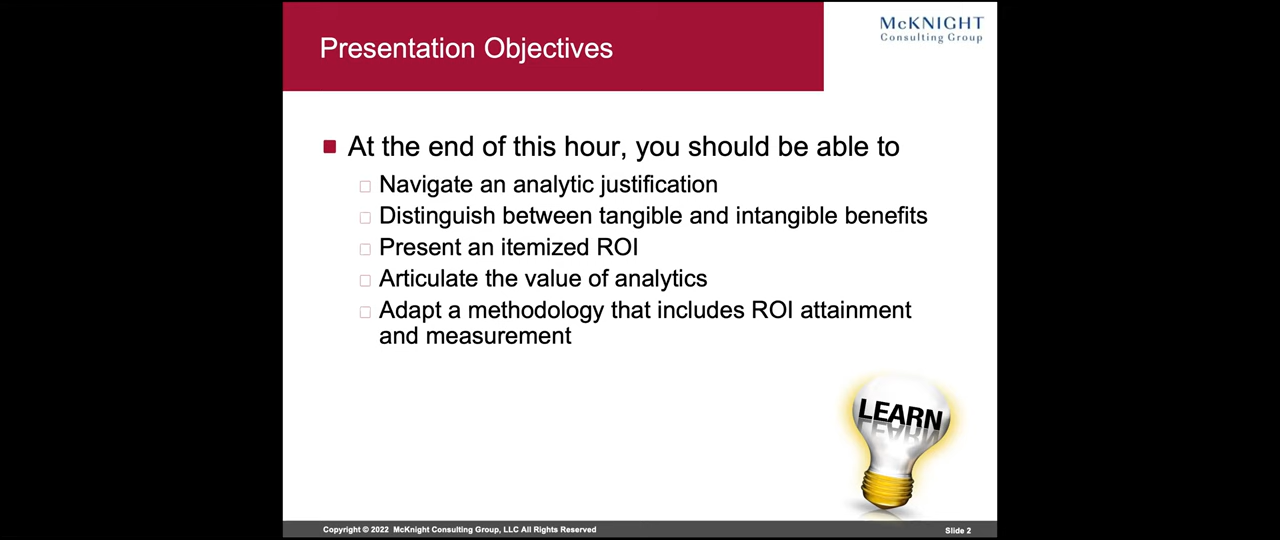 Presentation Objectives
McKNIGHT
Consulting Group
At the end of this hour, you should be able to
Navigate an analytic justification
Distinguish between tangible and intangible benefits
Present an itemized ROI
Articulate the value of analytics
Adapt a methodology that includes ROI attainment
and measurement
LEARN
Copyright © 2022 McKnight Consulting Group, LLC All Rights Reserved
Slide 2